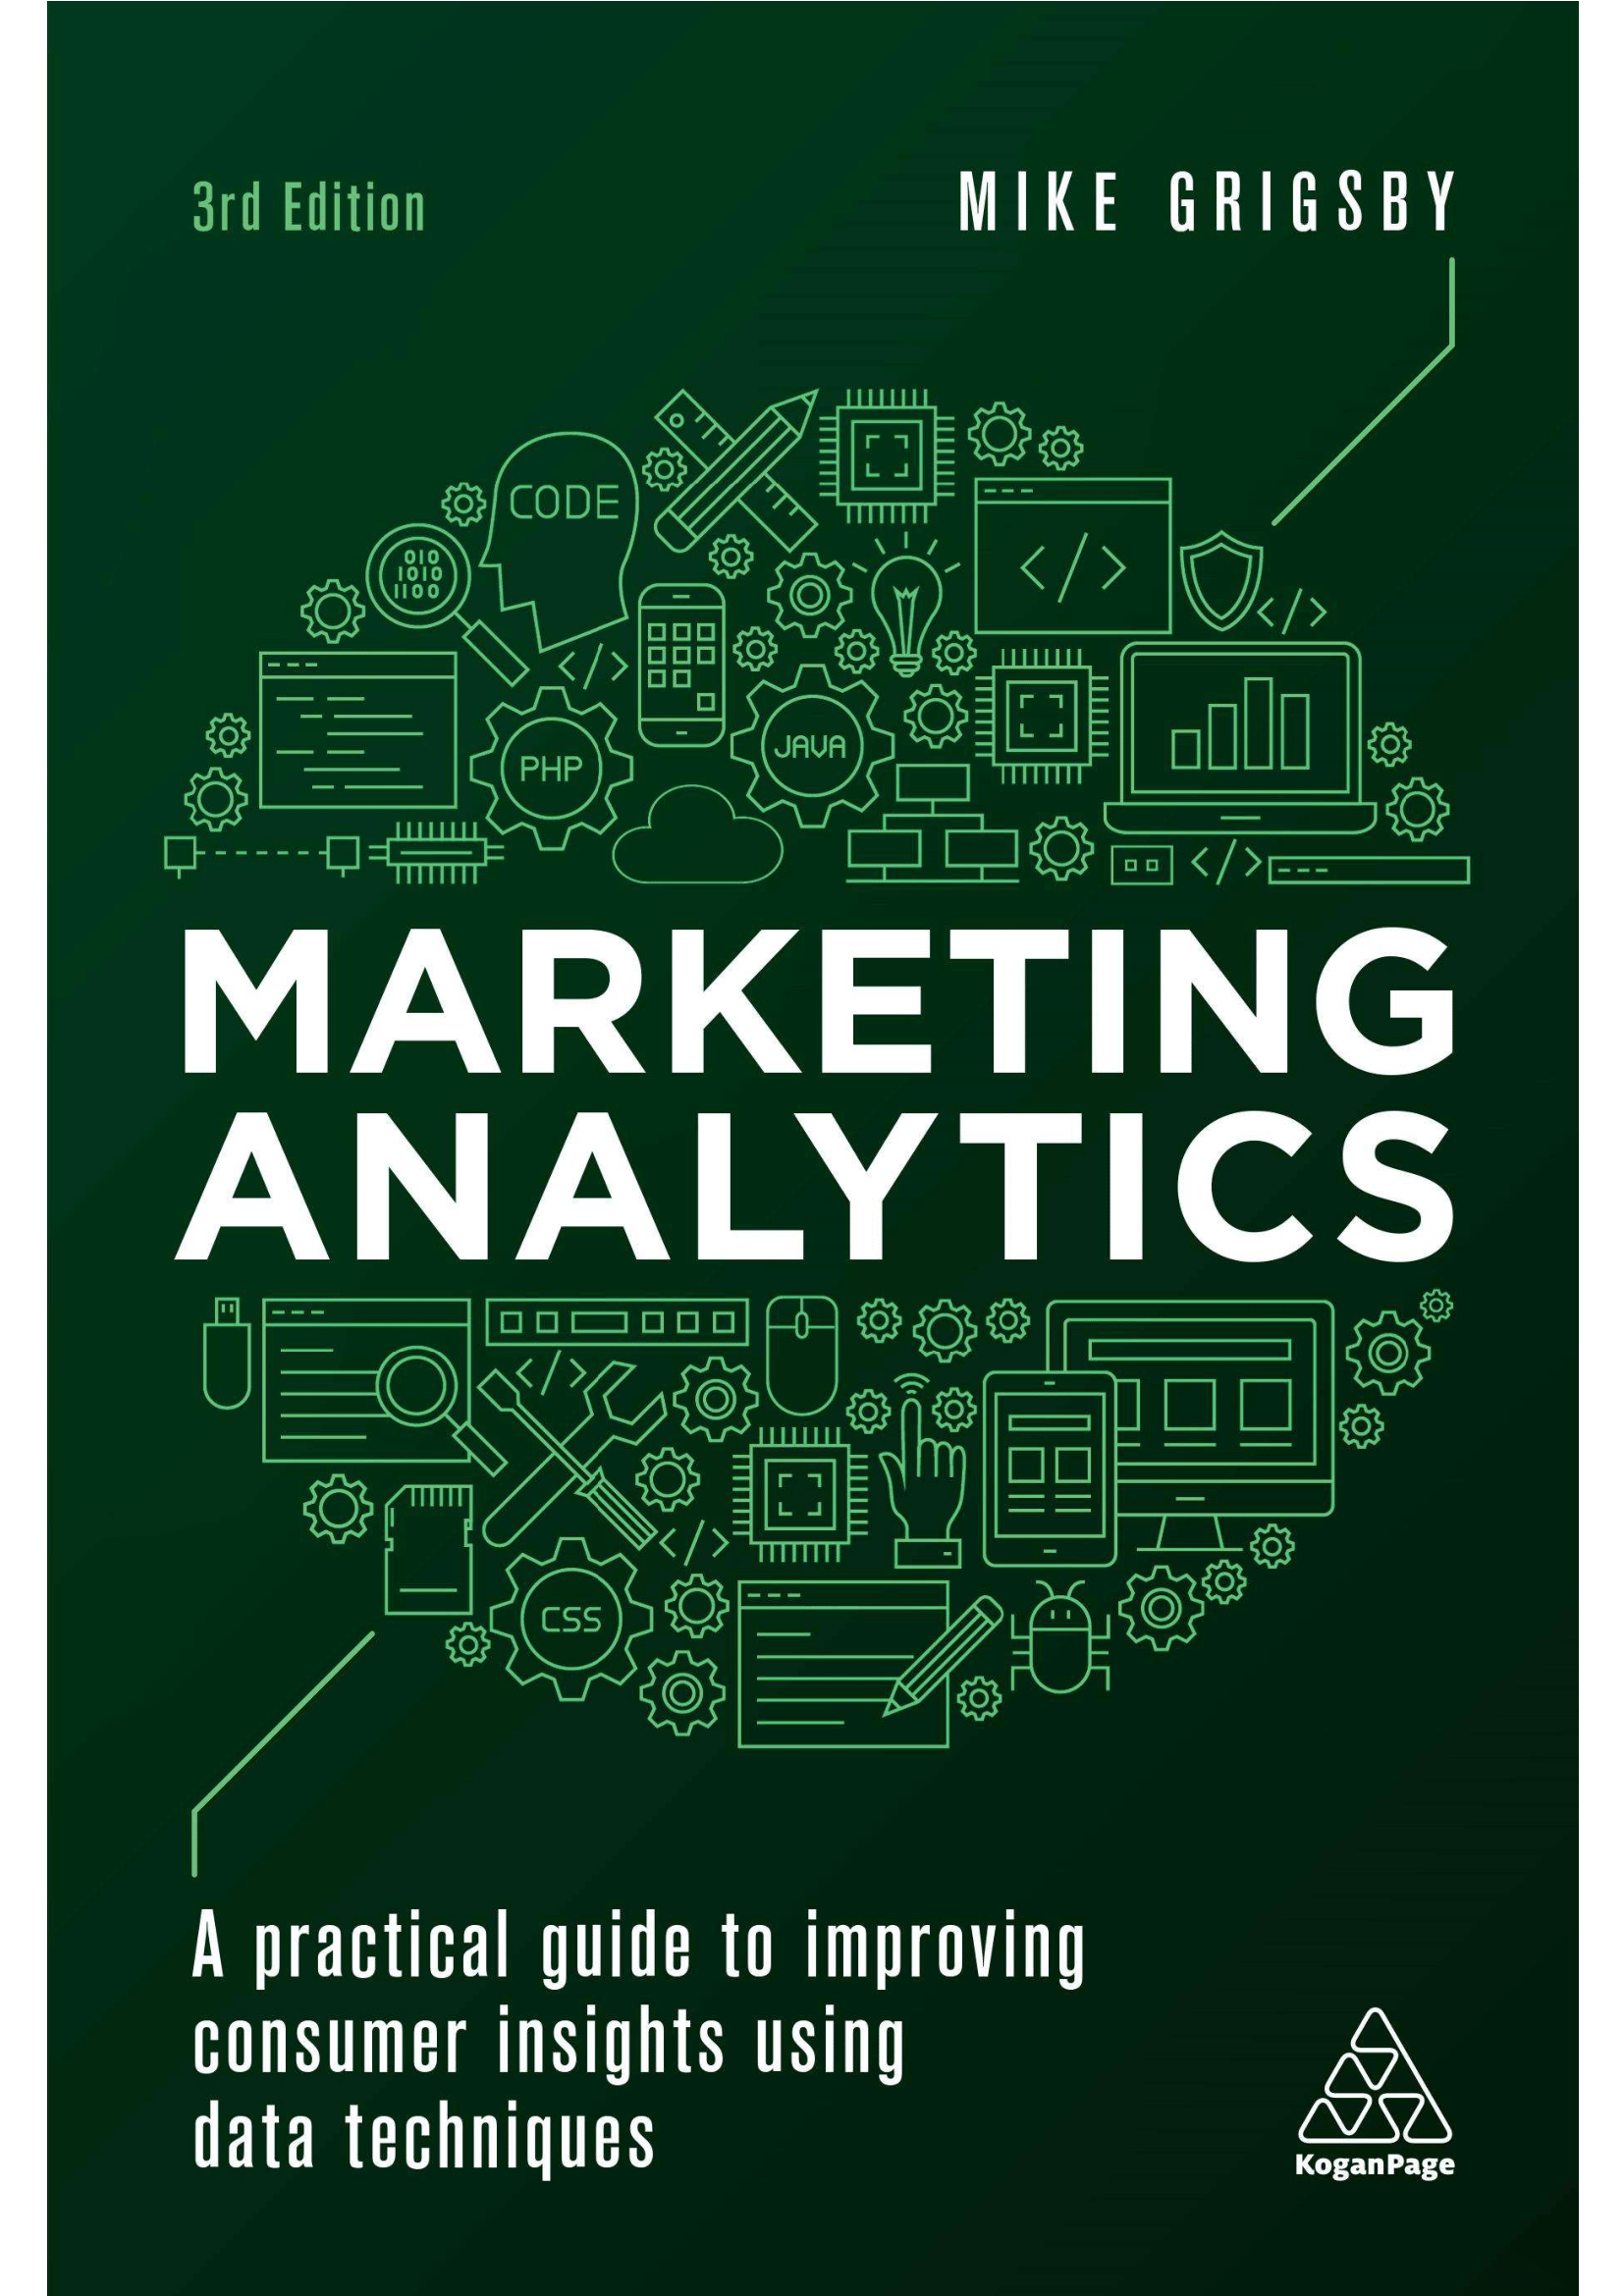 3rd Edition
MIKE GRIGSBY
CODE
010
1010
1100
</>
</>
</>
PHP
JAVA
</>
MARKETING
ANALYTICS
</>
</>
CSS
A practical guide to improving
consumer insights using
data techniques
KoganPage